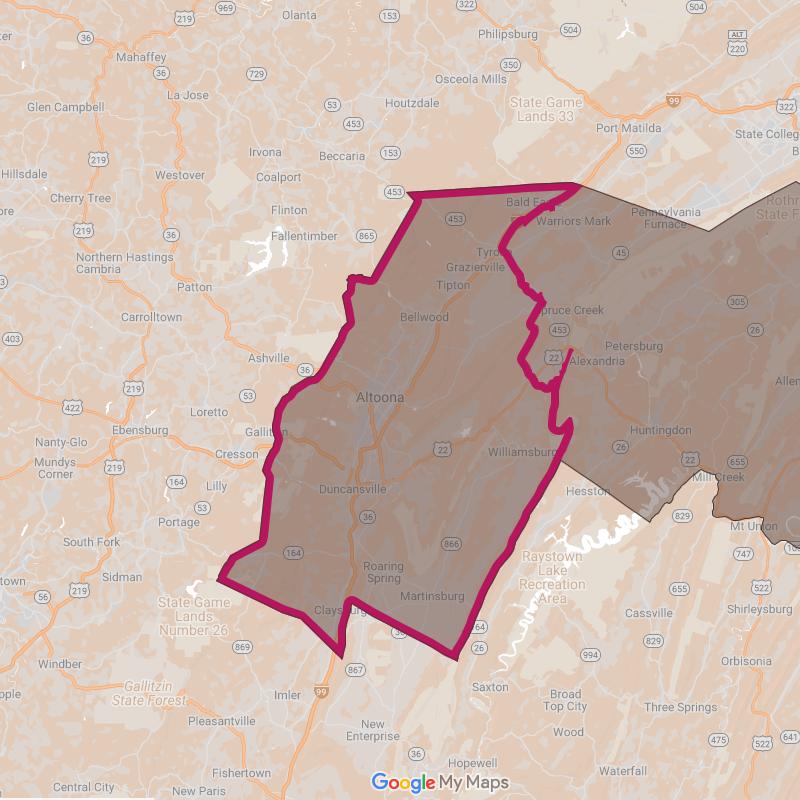 Olanta
153
322
504
969
219
36
Philipsburg
504
ALT
220
Mahaffey
36
350
La Jose
729
Osceola Mills
99
Glen Campbell
Houtzdale
State Game
Lands 33
322
53
453
Port Matilda
State Colleg
219
Irvona
153
550
Hillsdale
Westover
Coalport
Beccaria
Cherry Tree
453
Flinton
453
Bald Ea
Warriors Mark
Pennsylvania
Furnace
Rothr
State F
36
Fallentimber
865
Northern Hastings
Cambria
Tyro
Grazierville
45
Patton
Tipton
Carrolltown
Bellwood
Spruce Creek
305
403
453
26
Petersburg
Ashville
36
22
Alexandria
219
53
Altoona
Allen
422
Loretto
Ebensburg
Gallit
Huntingdon
Nanty-Glo
Cresson
22
Williamsburg
26
Mundys
Corner
219
22
655
164
Lilly
Duncansville
Hesston
Mill Creek
53
Portage
36
829
Mt Union
South Fork
164
866
Raystown
Lake
Recreation
Area
747
Sidman
Roaring
Spring
522
town
56
219
State Game
Lands
Number 26
Martinsburg
655
Shirleysburg
Claysburg
Cassville
869
64
26
829
Windber
867
994
Orbisonia
Gallitzin
State Forest
Imler
99
Saxton
Broad
Top City
Three Springs
Pleasantville
New
Enterprise
Wood
475
522
641
36
Hopewell
Waterfall
Fishertown
Central City
New Paris
Google My Maps